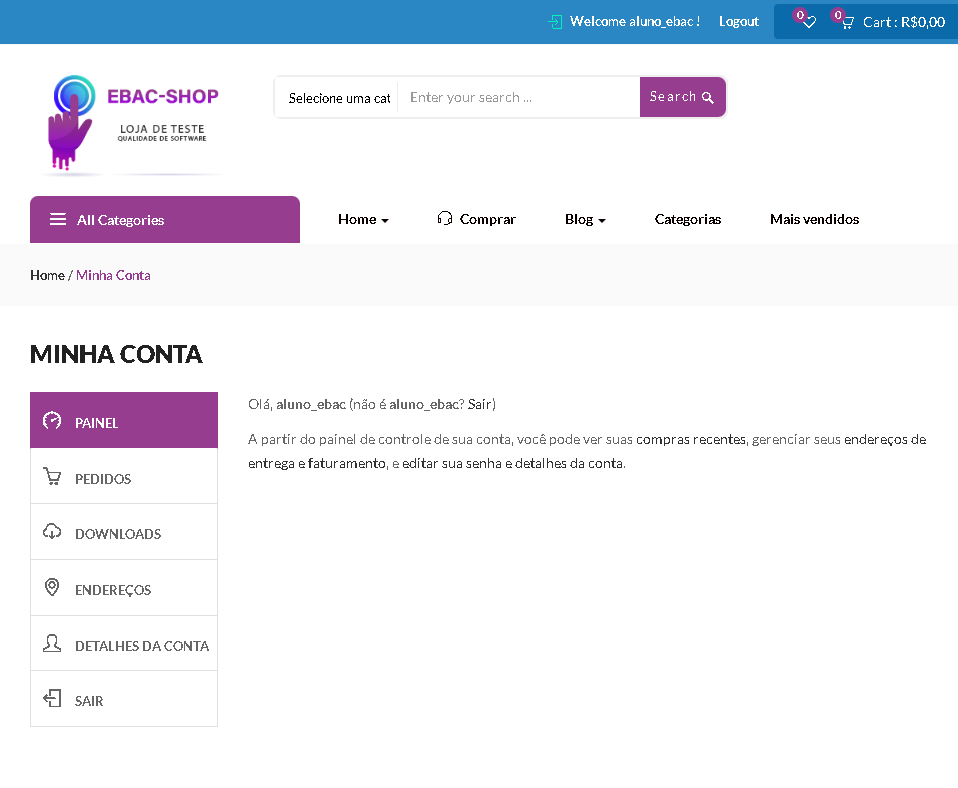 Welcome aluno_ebac ! Logout 0 0 Cart : R$0,00
EBAC-SHOP
LOJA DE TESTE
QUALIDADE DE SOFTWARE
Selecione uma cat Enter your search ... Search
All Categories Home Comprar Blog Categorias Mais vendidos
Home / Minha Conta
MINHA CONTA
PAINEL
PEDIDOS
DOWNLOADS
ENDEREÇOS
DETALHES DA CONTA
SAIR
Olá, aluno_ebac (não é aluno_ebac? Sair)
A partir do painel de controle de sua conta, você pode ver suas compras recentes, gerenciar seus endereços de
entrega e faturamento, e editar sua senha e detalhes da conta.